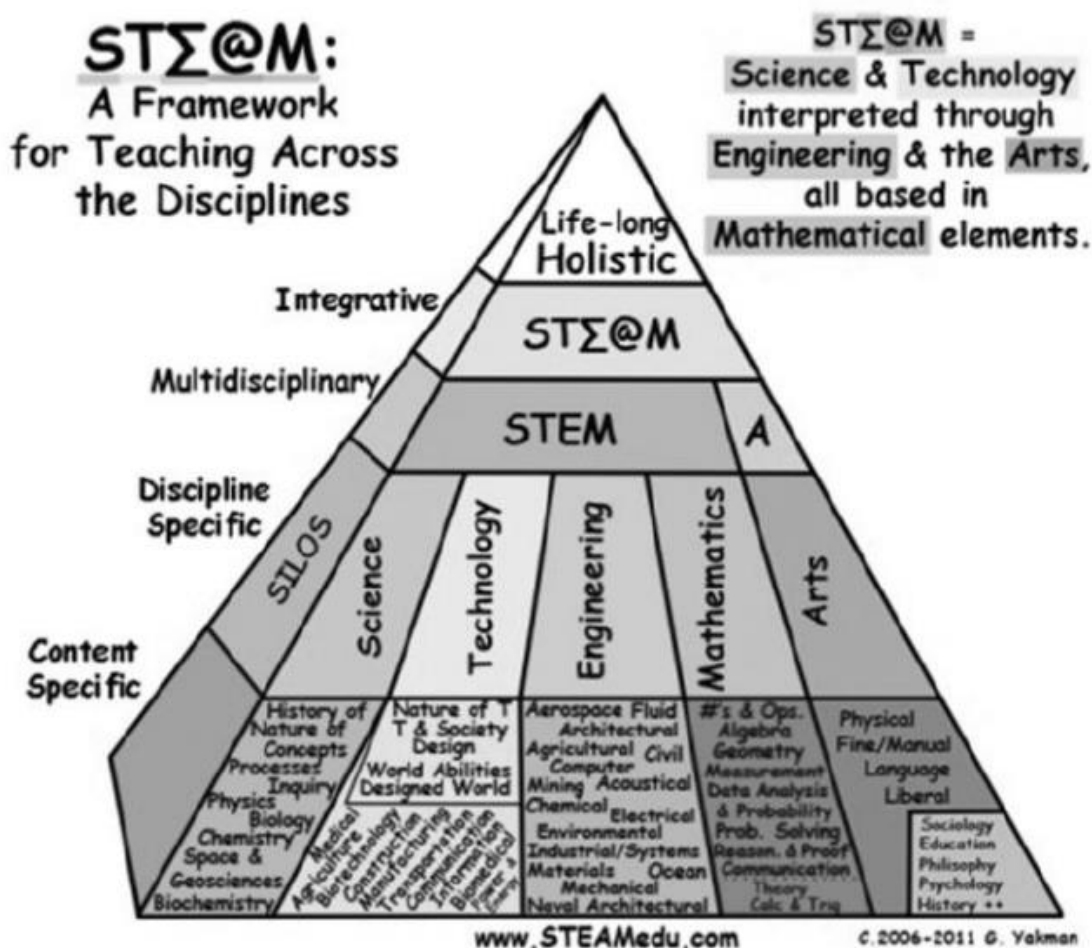 STΣ@M:
A Framework
for Teaching Across
the Disciplines
STΣ@M =
Science & Technology
interpreted through
Engineering & the Arts,
all based in
Mathematical elements.
Life-long
Holistic
Integrative
STΣ@M
Multidisciplinary
STEM
A
Discipline
Specific
SILOS
Science
Technology
Engineering
Mathematics
Arts
Content
Specific
History of
Nature of
Concepts
Processes
Inquiry
Physics
Biology
Chemistry
Space &
Geosciences
Biochemistry
Nature of T
T & Society
Design
World Abilities
Designed World
Medical
Agriculture
Biotechnology
Construction
Manufacturing
Transportation
Communication
Information
Biomedical
Power &
Aerospace Fluid
Architectural
Agricultural Civil
Computer
Mining Acoustical
Chemical
Electrical
Environmental
Industrial/Systems
Materials Ocean
Mechanical
Naval Architectural
#'s & Ops.
Algebra
Geometry
Measurement
Data Analysis
& Probability
Prob. Solving
Reason. & Proof
Communication
Theory
Calc & Trig
Physical
Fine/Manual
Language
Liberal
Sociology
Education
Philisophy
Psychology
History ++
www.STEAMedu.com
C.2006-2011 G. Yakman